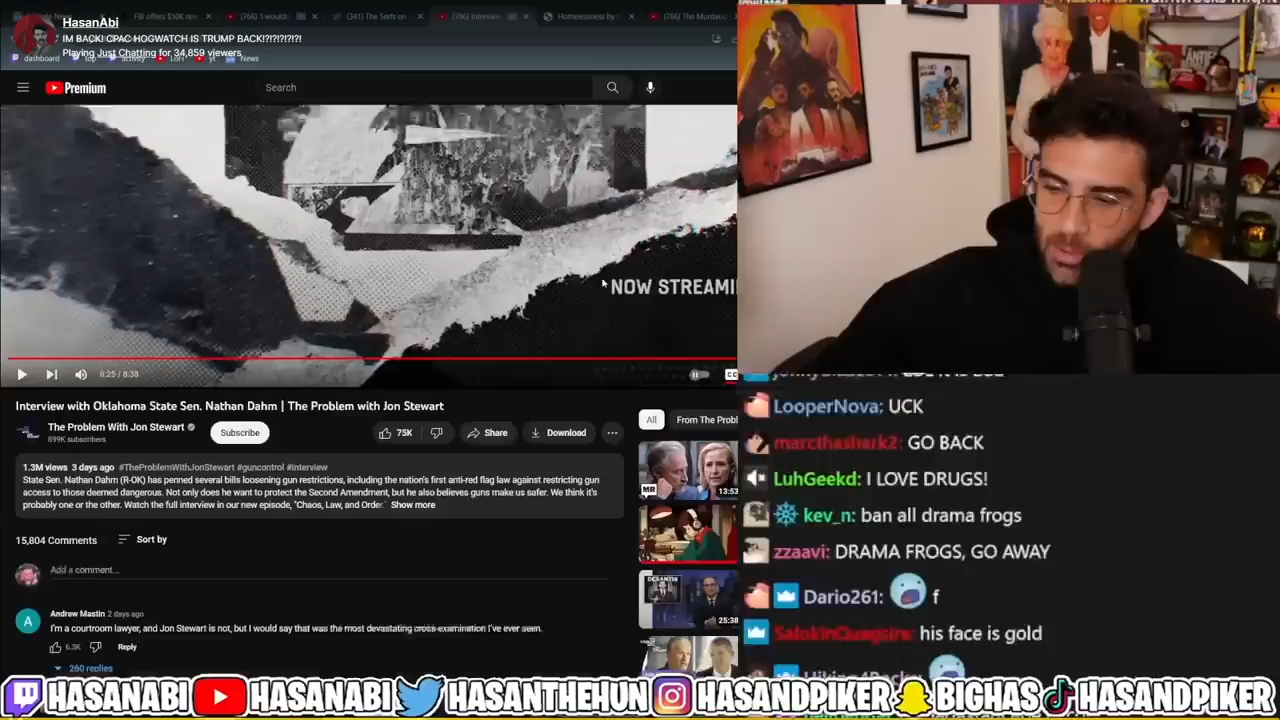 HasanAbi
IM BACK! CPAC HOGWATCH IS TRUMP BACK!?!?!?!?!
Playing Just Chatting for 34,859 viewers
dashboard
News
Premium
Search
NOW STREAMI
8:25 / 8:38
CC
Interview with Oklahoma State Sen. Nathan Dahm | The Problem with Jon Stewart
The Problem With Jon Stewart
899K subscribers
Subscribe
75K
Share
Download
1.3M views 3 days ago #TheProblemWithJonStewart #guncontrol #interview
State Sen. Nathan Dahm (R-OK) has penned several bills loosening gun restrictions, including the nation's first anti-red flag law against restricting gun
access to those deemed dangerous. Not only does he want to protect the Second Amendment, but he also believes guns make us safer. We think it's
probably one or the other. Watch the full interview in our new episode, "Chaos, Law, and Order." Show more
15,804 Comments
Sort by
Add a comment...
A
Andrew Mastin 2 days ago
I'm a courtroom lawyer, and Jon Stewart is not, but I would say that was the most devastating cross-examination I've ever seen.
6.3K
Reply
260 replies
All
From The Probl
MR
13:53
DESANTIS
25:38
LooperNova: UCK
marcthashark2: GO BACK
LuhGeekd: I LOVE DRUGS!
kev_n: ban all drama frogs
zzaavi: DRAMA FROGS, GO AWAY
Dario261: f
his face is gold
HASANABI
HASANABI
HASANTHEHUN
HASANDPIKER
BIGHAS
HASANDPIKER